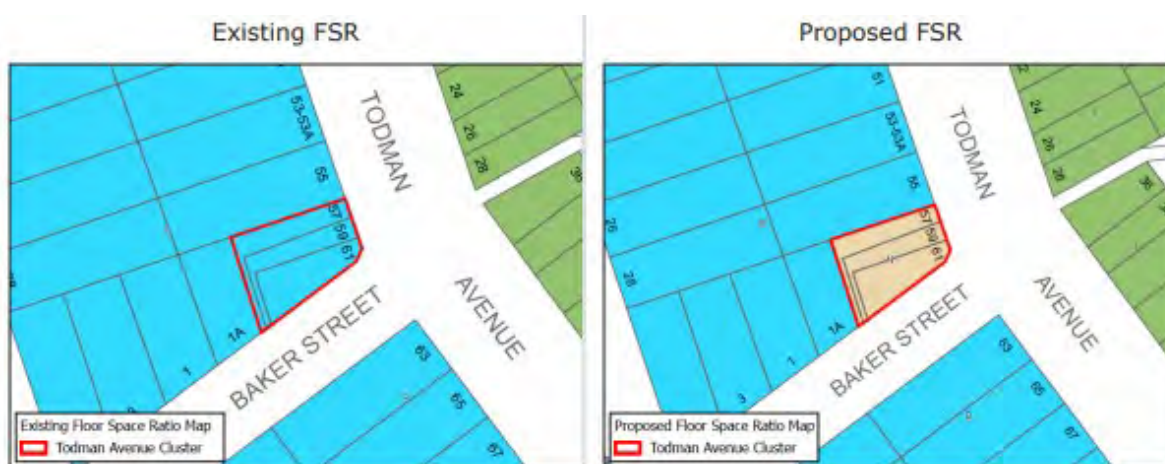 Existing FSR
TODMAN
AVENUE
BAKER STREET
53-53A
55
57
59
61
24
26
28
1A
1
63
65
67
Existing Floor Space Ratio Map
Todman Avenue Cluster
Proposed FSR
TODMAN
AVENUE
BAKER STREET
51
53-53A
55
57
59
61
24
26
36
26
28
1A
1
3
63
65
67
Proposed Floor Space Ratio Map
Todman Avenue Cluster